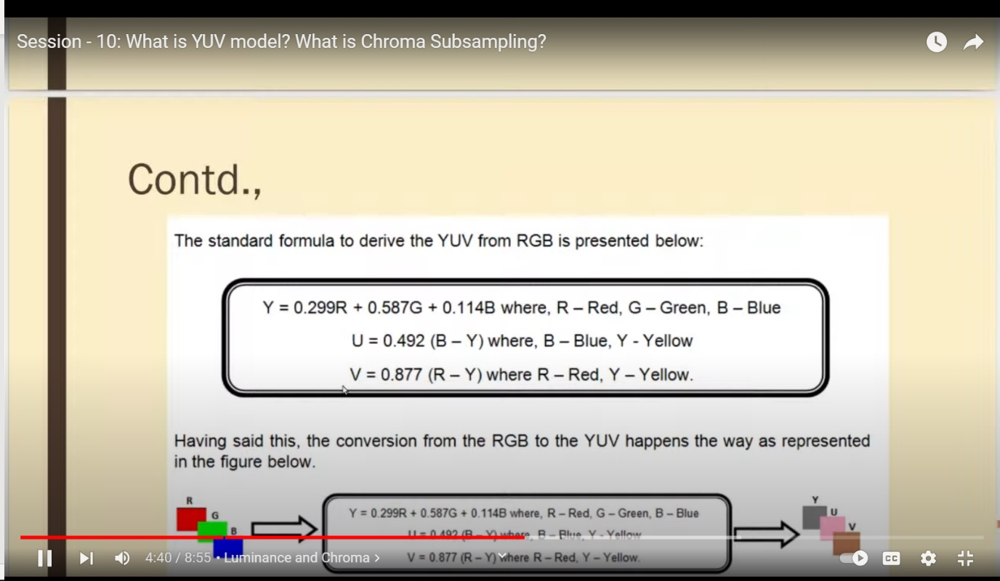 Session - 10: What is YUV model? What is Chroma Subsampling?
Contd.,
The standard formula to derive the YUV from RGB is presented below:
Y = 0.299R + 0.587G + 0.114B where, R – Red, G – Green, B – Blue
U = 0.492 (B – Y) where, B – Blue, Y - Yellow
V = 0.877 (R – Y) where R – Red, Y – Yellow.
Having said this, the conversion from the RGB to the YUV happens the way as represented
in the figure below.
R
G
B
Y = 0.299R + 0.587G + 0.114B where, R – Red, G – Green, B – Blue
U = 0.492 (B – Y) where, B – Blue, Y - Yellow
V = 0.877 (R – Y) where R – Red, Y – Yellow.
Y
U
V
4:40 / 8:55 • Luminance and Chroma >
CC